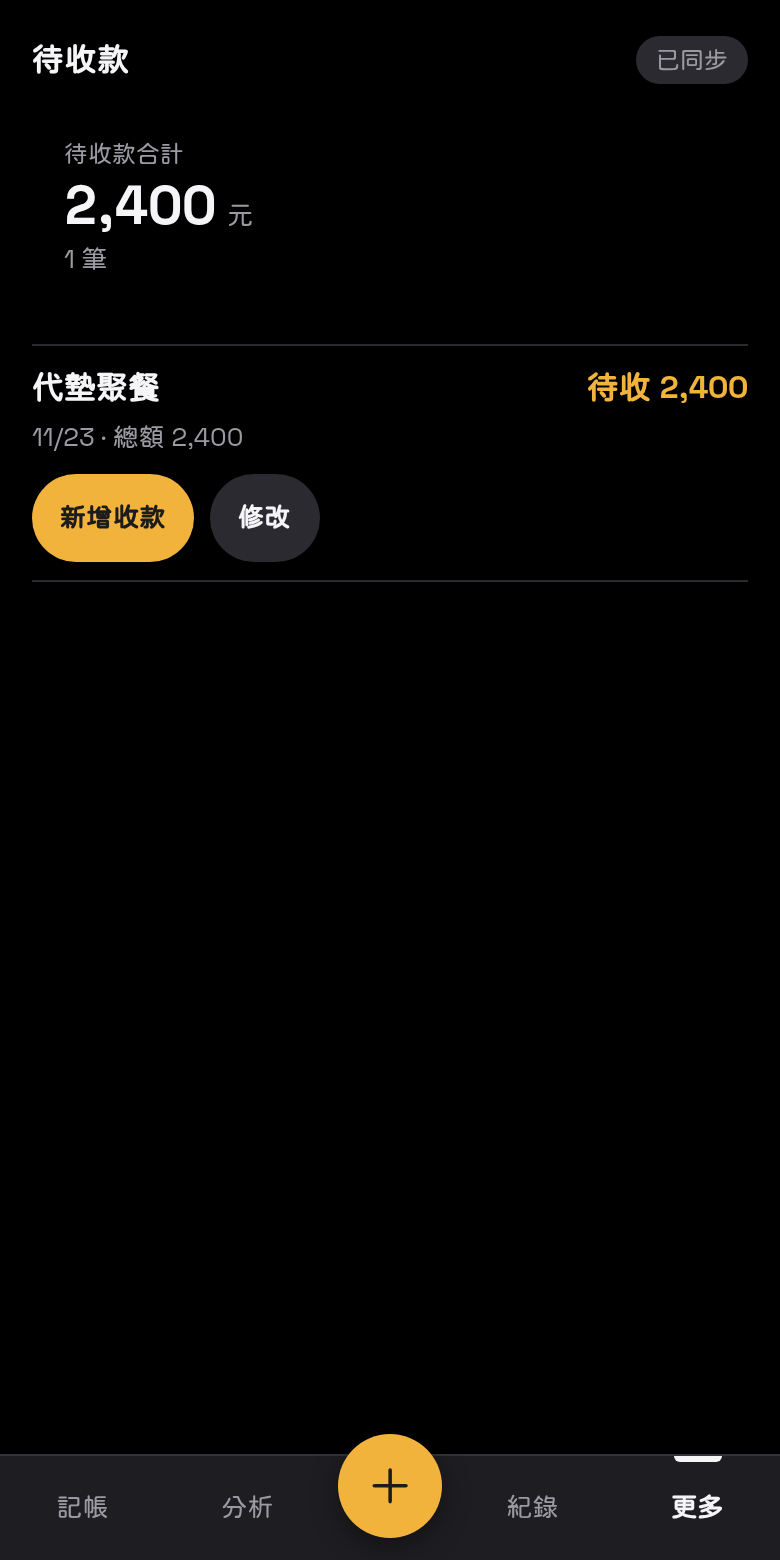 待收款
已同步
待收款合計
2,400 元
1 筆
代墊聚餐
待收 2,400
11/23 · 總額 2,400
新增收款
修改
記帳
分析
紀錄
更多